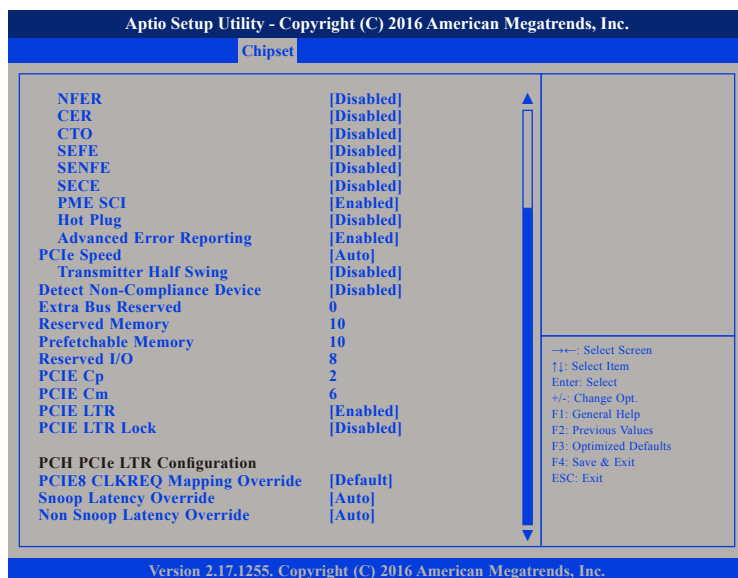 Aptio Setup Utility - Copyright (C) 2016 American Megatrends, Inc.
Chipset
NFER [Disabled]
CER [Disabled]
CTO [Disabled]
SEFE [Disabled]
SENFE [Disabled]
SECE [Disabled]
PME SCI [Enabled]
Hot Plug [Disabled]
Advanced Error Reporting [Enabled]
PCIe Speed [Auto]
Transmitter Half Swing [Disabled]
Detect Non-Compliance Device [Disabled]
Extra Bus Reserved 0
Reserved Memory 10
Prefetchable Memory 10
Reserved I/O 8
PCIE Cp 2
PCIE Cm 6
PCIE LTR [Enabled]
PCIE LTR Lock [Disabled]
PCH PCIe LTR Configuration
PCIE8 CLKREQ Mapping Override [Default]
Snoop Latency Override [Auto]
Non Snoop Latency Override [Auto]
→←: Select Screen
↑↓: Select Item
Enter: Select
+/-: Change Opt.
F1: General Help
F2: Previous Values
F3: Optimized Defaults
F4: Save & Exit
ESC: Exit
Version 2.17.1255. Copyright (C) 2016 American Megatrends, Inc.